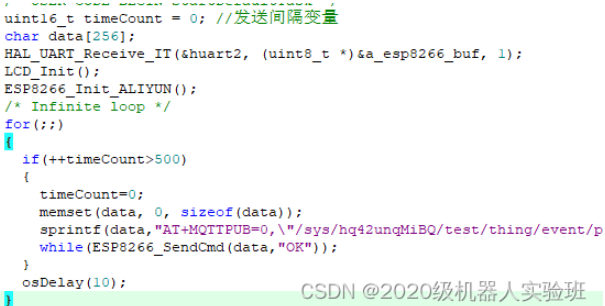 uint16_t timeCount = 0; //发送间隔变量
char data[256];
HAL_UART_Receive_IT(&huart2, (uint8_t *)&a_esp8266_buf, 1);
LCD_Init();
ESP8266_Init_ALIYUN();
/* Infinite loop */
for(;;)
{
if(++timeCount>500)
{
timeCount=0;
memset(data, 0, sizeof(data));
sprintf(data,"AT+MQTTPUB=0,\"/sys/hq42unqMiBQ/test/thing/event/p
while(ESP8266_SendCmd(data,"OK"));
}
osDelay(10);
}
CSDN @2020级机器人实验班